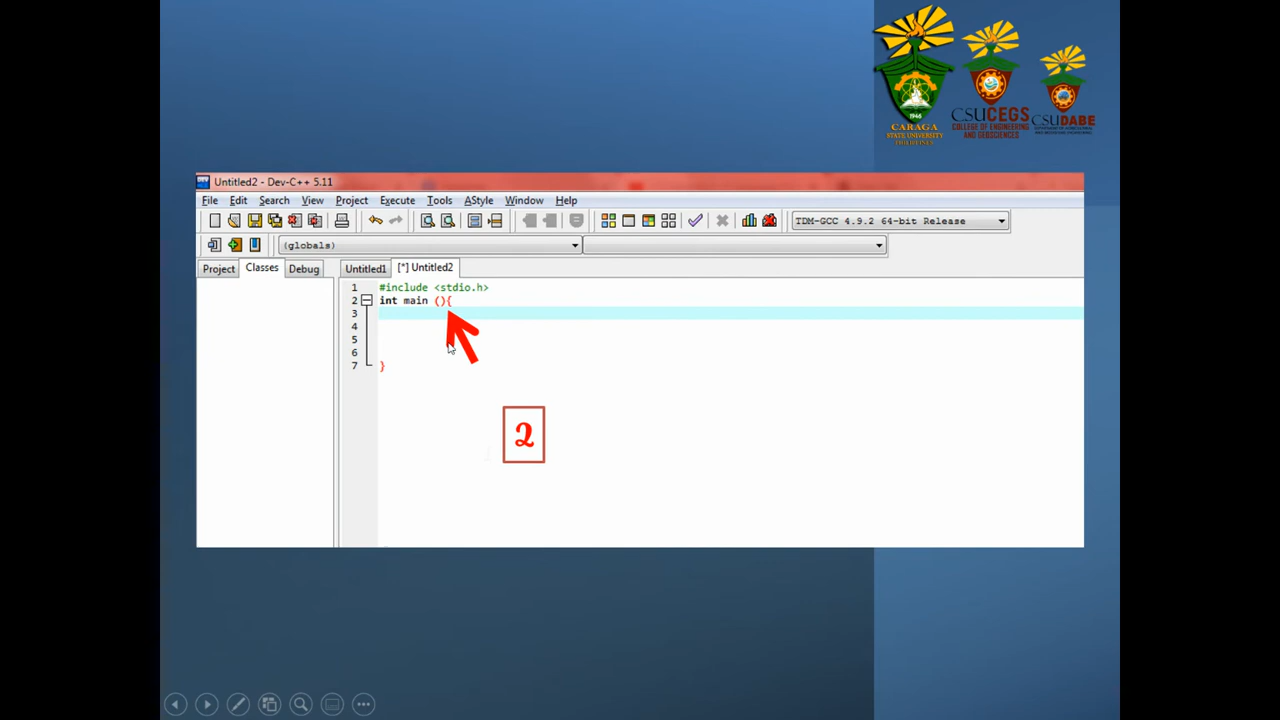 1946
CARAGA
STATE UNIVERSITY
PHILIPPINES
CSUCEGS
COLLEGE OF ENGINEERING
AND GEOSCIENCES
CSUDABE
Untitled2 - Dev-C++ 5.11
File Edit Search View Project Execute Tools AStyle Window Help
TDM-GCC 4.9.2 64-bit Release
(globals)
Project Classes Debug Untitled1 [*] Untitled2
1 #include <stdio.h>
2 int main (){
3
4
5
6
7 }
2